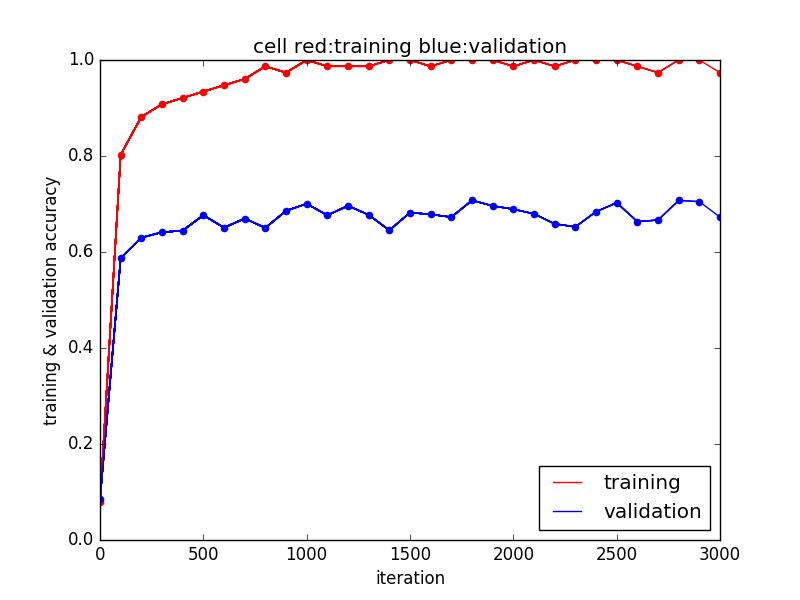 cell red:training blue:validation
1.0
0.8
0.6
0.4
0.2
0.0
training & validation accuracy
training
validation
0 500 1000 1500 2000 2500 3000
iteration